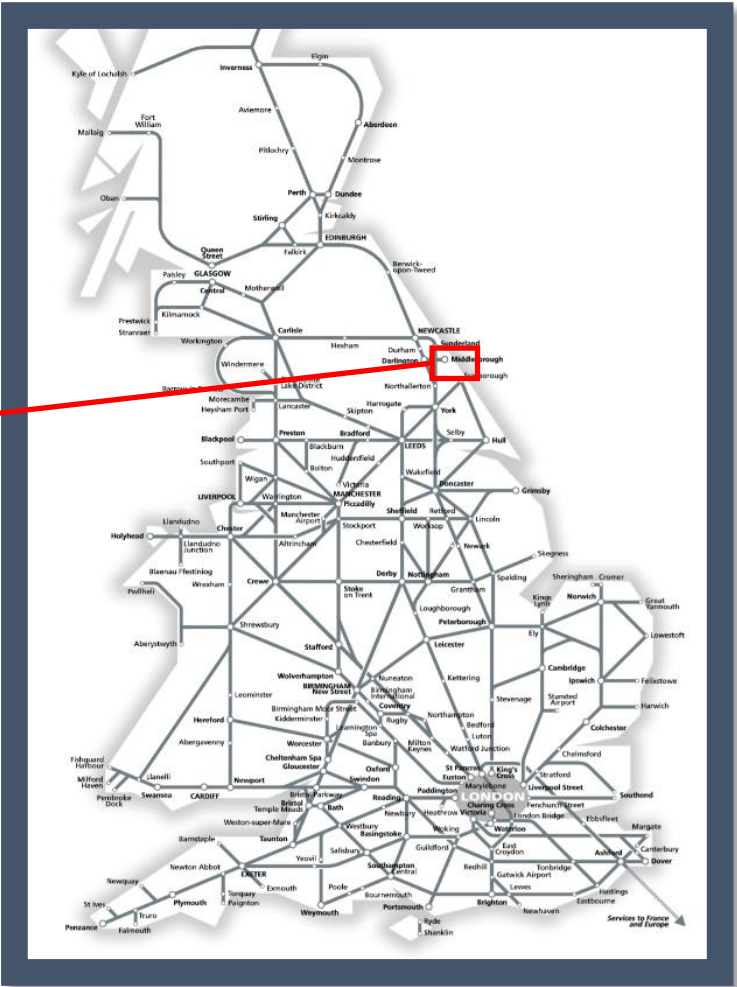 Elgin
Inverness
Kyle of Lochalsh
Aviemore
Fort
William
Mallaig
Aberdeen
Pitlochry
Montrose
Perth
Dundee
Oban
Stirling
Kirkcaldy
EDINBURGH
Falkirk
Queen
Street
GLASGOW
Central
Paisley
Motherwell
Berwick-
upon-Tweed
Prestwick
Stranraer
Kilmarnock
Carlisle
Workington
Hexham
NEWCASTLE
Sunderland
Durham
Darlington
Middlesbrough
Windermere
Lake District
Northallerton
Morecambe
Heysham Port
Lancaster
Harrogate
Skipton
York
Blackpool
Preston
Blackburn
Bradford
LEEDS
Selby
Hull
Southport
Bolton
Huddersfield
Wakefield
Wigan
Victoria
MANCHESTER
Piccadilly
Doncaster
Grimsby
LIVERPOOL
Warrington
Manchester
Airport
Stockport
Sheffield
Retford
Worksop
Lincoln
Llandudno
Holyhead
Llandudno
Junction
Chester
Altrincham
Chesterfield
Newark
Skegness
Blaenau Ffestiniog
Wrexham
Crewe
Stoke
on Trent
Derby
Nottingham
Grantham
Spalding
Sheringham
Cromer
Pwllheli
Kings
Lynn
Norwich
Great
Yarmouth
Loughborough
Shrewsbury
Peterborough
Ely
Lowestoft
Aberystwyth
Stafford
Leicester
Wolverhampton
BIRMINGHAM
New Street
Nuneaton
Birmingham
International
Kettering
Cambridge
Ipswich
Felixstowe
Leominster
Stevenage
Stansted
Airport
Harwich
Birmingham Moor Street
Kidderminster
Coventry
Rugby
Northampton
Hereford
Leamington
Spa
Bedford
Colchester
Abergavenny
Worcester
Banbury
Milton
Keynes
Luton
Watford Junction
Chelmsford
Cheltenham Spa
Gloucester
Fishguard
Harbour
Milford
Haven
Pembroke
Dock
Llanelli
Swansea
CARDIFF
Newport
Oxford
Swindon
St Pancras
Euston
King's
Cross
Stratford
Marylebone
Liverpool Street
Southend
Bristol Parkway
Bristol
Temple Meads
Bath
Reading
Paddington
LONDON
Charing Cross
Fenchurch Street
Weston-super-Mare
Newbury
Heathrow
Victoria
London Bridge
Ebbsfleet
Waterloo
Margate
Barnstaple
Taunton
Westbury
Basingstoke
Woking
East
Croydon
Canterbury
Salisbury
Guildford
Ashford
Dover
Newton Abbot
Yeovil
Southampton
Central
Redhill
Gatwick Airport
Tonbridge
EXETER
Newquay
Torquay
Paignton
Exmouth
Poole
Bournemouth
Lewes
Hastings
Eastbourne
Plymouth
Weymouth
Portsmouth
Brighton
Newhaven
St Ives
Truro
Falmouth
Penzance
Ryde
Shanklin
Services to France
and Europe